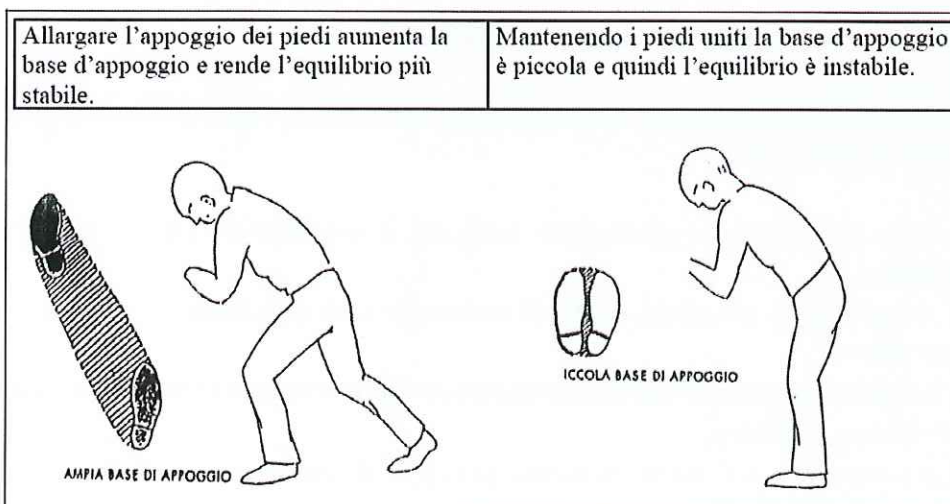 Allargare l'appoggio dei piedi aumenta la
base d'appoggio e rende l'equilibrio più
stabile.
Mantenendo i piedi uniti la base d'appoggio
è piccola e quindi l'equilibrio è instabile.
ICCOLA BASE DI APPOGGIO
AMPIA BASE DI APPOGGIO